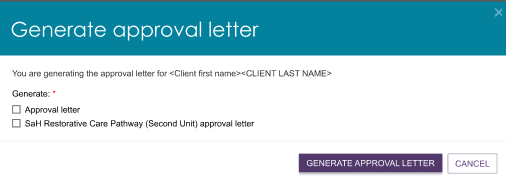 Generate approval letter
You are generating the approval letter for <Client first name><CLIENT LAST NAME>
Generate: *
Approval letter
SaH Restorative Care Pathway (Second Unit) approval letter
GENERATE APPROVAL LETTER CANCEL